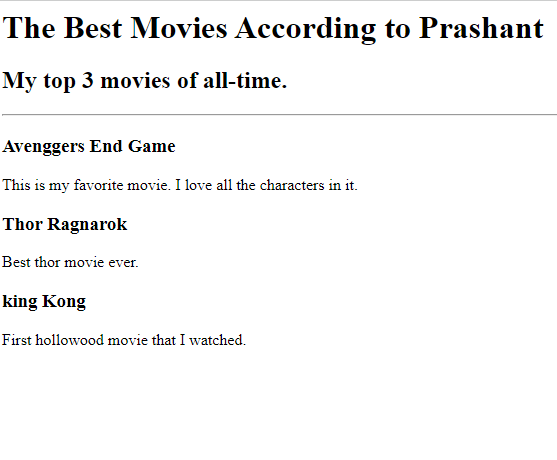 The Best Movies According to Prashant
My top 3 movies of all-time.
Avenggers End Game
This is my favorite movie. I love all the characters in it.
Thor Ragnarok
Best thor movie ever.
king Kong
First hollowood movie that I watched.